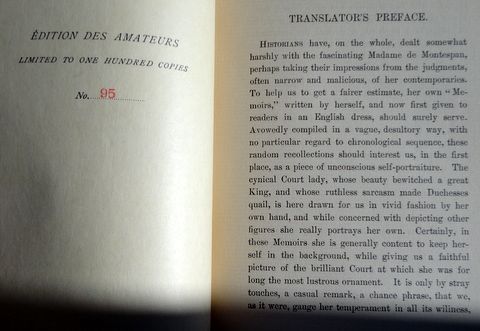 ÉDITION DES AMATEURS
LIMITED TO ONE HUNDRED COPIES
No. 95
TRANSLATOR'S PREFACE.
HISTORIANS have, on the whole, dealt somewhat
harshly with the fascinating Madame de Montespan,
perhaps taking their impressions from the judgments,
often narrow and malicious, of her contemporaries.
To help us to get a fairer estimate, her own "Me-
moirs," written by herself, and now first given to
readers in an English dress, should surely serve.
Avowedly compiled in a vague, desultory way, with
no particular regard to chronological sequence, these
random recollections should interest us, in the first
place, as a piece of unconscious self-portraiture. The
cynical Court lady, whose beauty bewitched a great
King, and whose ruthless sarcasm made Duchesses
quail, is here drawn for us in vivid fashion by her
own hand, and while concerned with depicting other
figures she really portrays her own. Certainly, in
these Memoirs she is generally content to keep her-
self in the background, while giving us a faithful
picture of the brilliant Court at which she was for
long the most lustrous ornament. It is only by stray
touches, a casual remark, a chance phrase, that we,
as it were, gauge her temperament in all its wiliness,